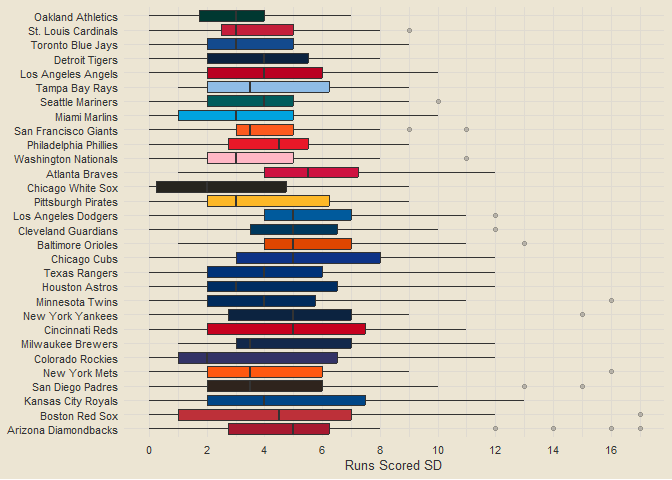 Oakland Athletics
St. Louis Cardinals
Toronto Blue Jays
Detroit Tigers
Los Angeles Angels
Tampa Bay Rays
Seattle Mariners
Miami Marlins
San Francisco Giants
Philadelphia Phillies
Washington Nationals
Atlanta Braves
Chicago White Sox
Pittsburgh Pirates
Los Angeles Dodgers
Cleveland Guardians
Baltimore Orioles
Chicago Cubs
Texas Rangers
Houston Astros
Minnesota Twins
New York Yankees
Cincinnati Reds
Milwaukee Brewers
Colorado Rockies
New York Mets
San Diego Padres
Kansas City Royals
Boston Red Sox
Arizona Diamondbacks
0 2 4 6 8 10 12 14 16
Runs Scored SD